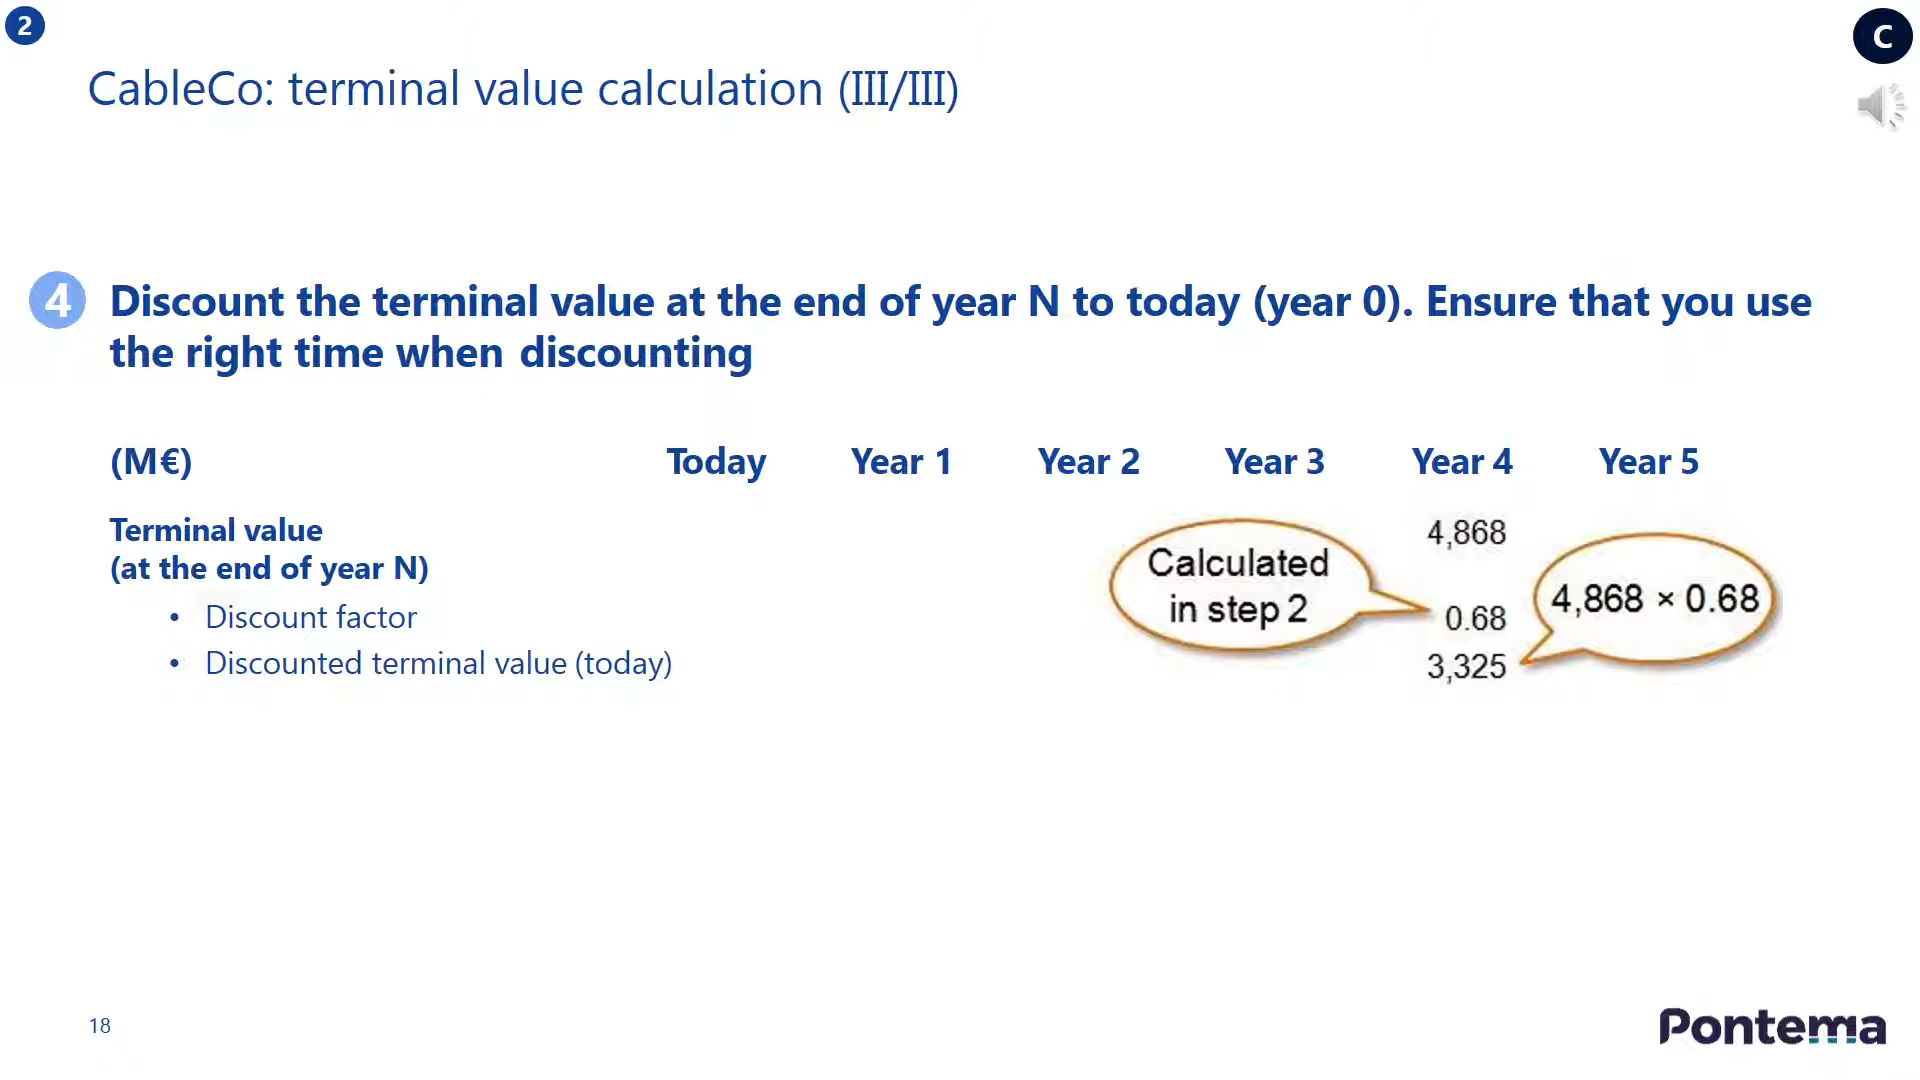 2
C
CableCo: terminal value calculation (III/III)
4 Discount the terminal value at the end of year N to today (year 0). Ensure that you use
the right time when discounting
(M€) Today Year 1 Year 2 Year 3 Year 4 Year 5
Terminal value
(at the end of year N)
4,868
• Discount factor
Calculated
in step 2
0.68
• Discounted terminal value (today)
3,325
4,868 × 0.68
18
Pontema